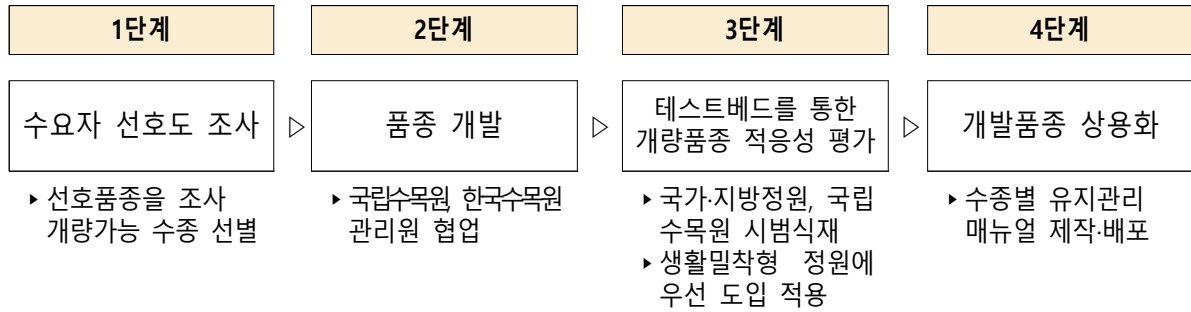 1단계
2단계
3단계
4단계
수요자 선호도 조사
▷
품종 개발
▷
테스트베드를 통한
개량품종 적응성 평가
▷
개발품종 상용화
▸ 선호품종을 조사
개량가능 수종 선별
▸ 국립수목원, 한국수목원
관리원 협업
▸ 국가·지방정원, 국립
수목원 시범식재
▸ 생활밀착형 정원에
우선 도입 적용
▸ 수종별 유지관리
매뉴얼 제작·배포